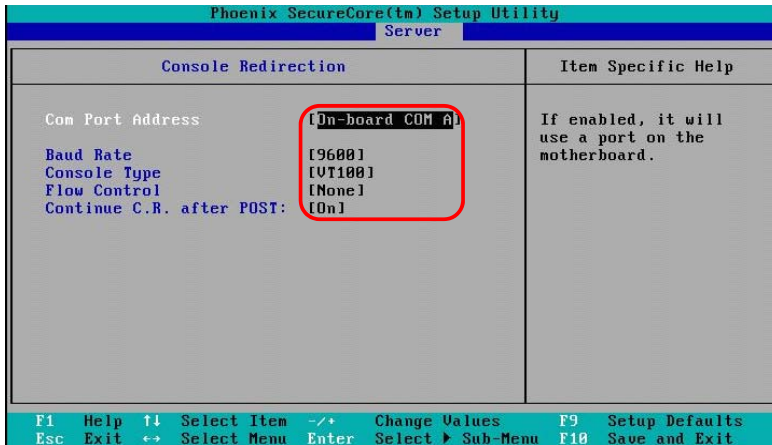 Phoenix SecureCore(tm) Setup Utility
Server
Console Redirection
Item Specific Help
Com Port Address [On-board COM A]
Baud Rate [9600]
Console Type [VT100]
Flow Control [None]
Continue C.R. after POST: [On]
If enabled, it will
use a port on the
motherboard.
F1 Help ↑↓ Select Item -/+ Change Values F9 Setup Defaults
Esc Exit ↔ Select Menu Enter Select ▶ Sub-Menu F10 Save and Exit